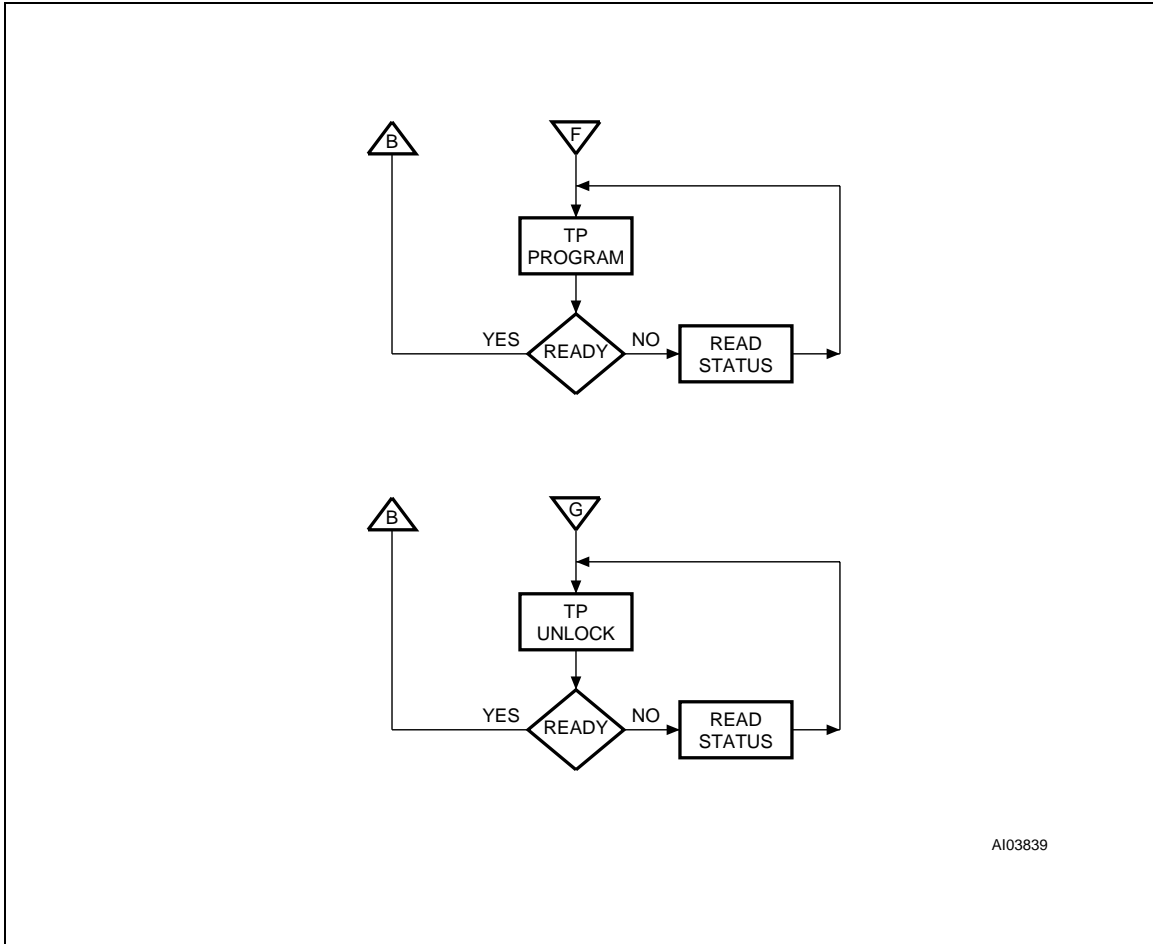 B
F
TP
PROGRAM
YES
READY
NO
READ
STATUS
B
G
TP
UNLOCK
YES
READY
NO
READ
STATUS
AI03839